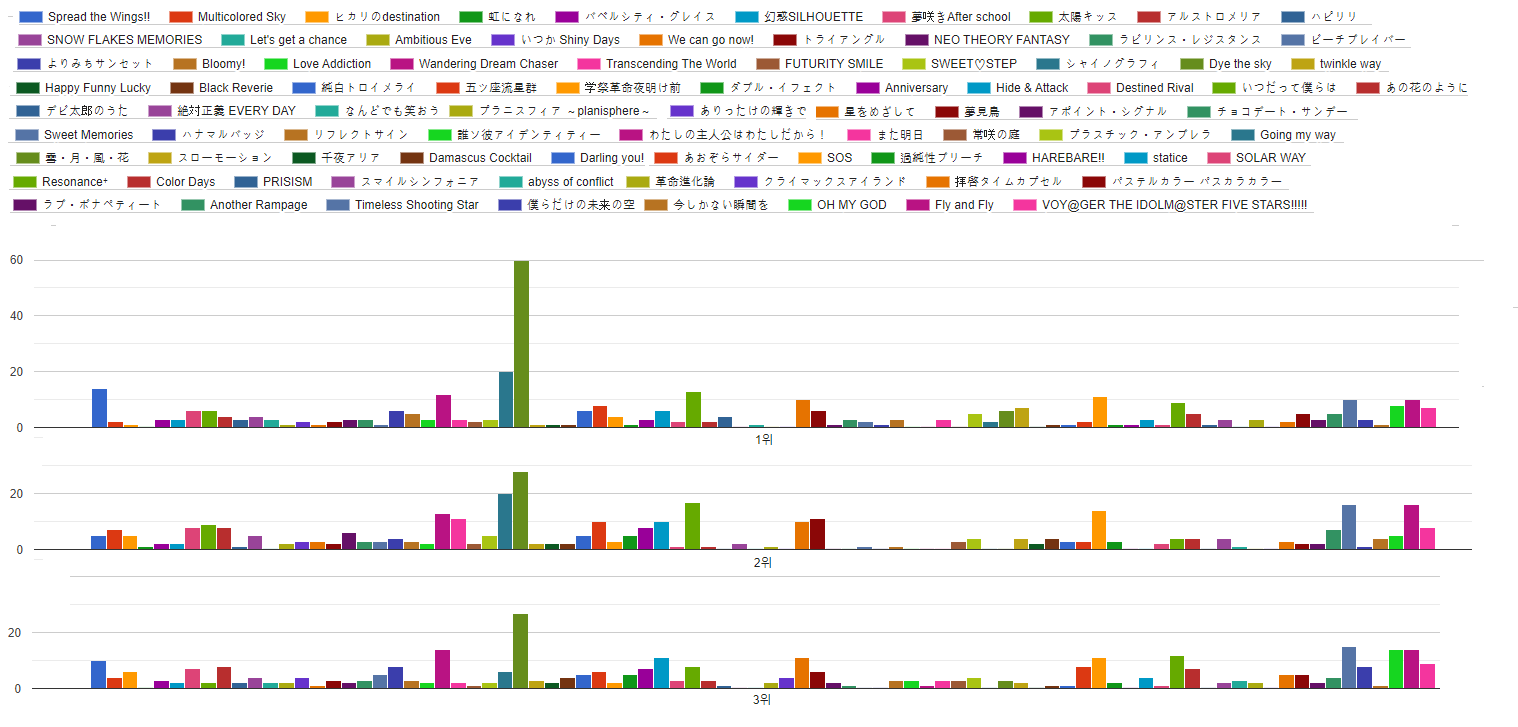 Spread the Wings!! Multicolored Sky ヒカリのdestination 虹になれ バベルシティ・グレイス 幻惑SILHOUETTE 夢咲きAfter school 太陽キッス アルストロメリア ハピリリ
SNOW FLAKES MEMORIES Let's get a chance Ambitious Eve いつか Shiny Days We can go now! トライアングル NEO THEORY FANTASY ラビリンス・レジスタンス ビーチブレイバー
よりみちサンセット Bloomy! Love Addiction Wandering Dream Chaser Transcending The World FUTURITY SMILE SWEET♡STEP シャイノグラフィ Dye the sky twinkle way
Happy Funny Lucky Black Reverie 純白トロイメライ 五ツ座流星群 学祭革命夜明け前 ダブル・イフェクト Anniversary Hide & Attack Destined Rival いつだって僕らは あの花のように
デビ太郎のうた 絶対正義 EVERY DAY なんどでも笑おう プラニスフィア ～planisphere～ ありったけの輝きで 星をめざして 夢見鳥 アポイント・シグナル チョコデート・サンデー
Sweet Memories ハナマルバッジ リフレクトサイン 誰ソ彼アイデンティティー わたしの主人公はわたしだから！ また明日 常咲の庭 プラスチック・アンブレラ Going my way
雪・月・風・花 スローモーション 千夜アリア Damascus Cocktail Darling you! あおぞらサイダー SOS 過純性ブリーチ HAREBARE!! statice SOLAR WAY
Resonance⁺ Color Days PRISISM スマイルシンフォニア abyss of conflict 革命進化論 クライマックスアイランド 拝啓タイムカプセル パステルカラー パスカラカラー
ラブ・ボナペティート Another Rampage Timeless Shooting Star 僕らだけの未来の空 今しかない瞬間を OH MY GOD Fly and Fly VOY@GER THE IDOLM@STER FIVE STARS!!!!!
60
40
20
0
1위
20
0
2위
20
0
3위